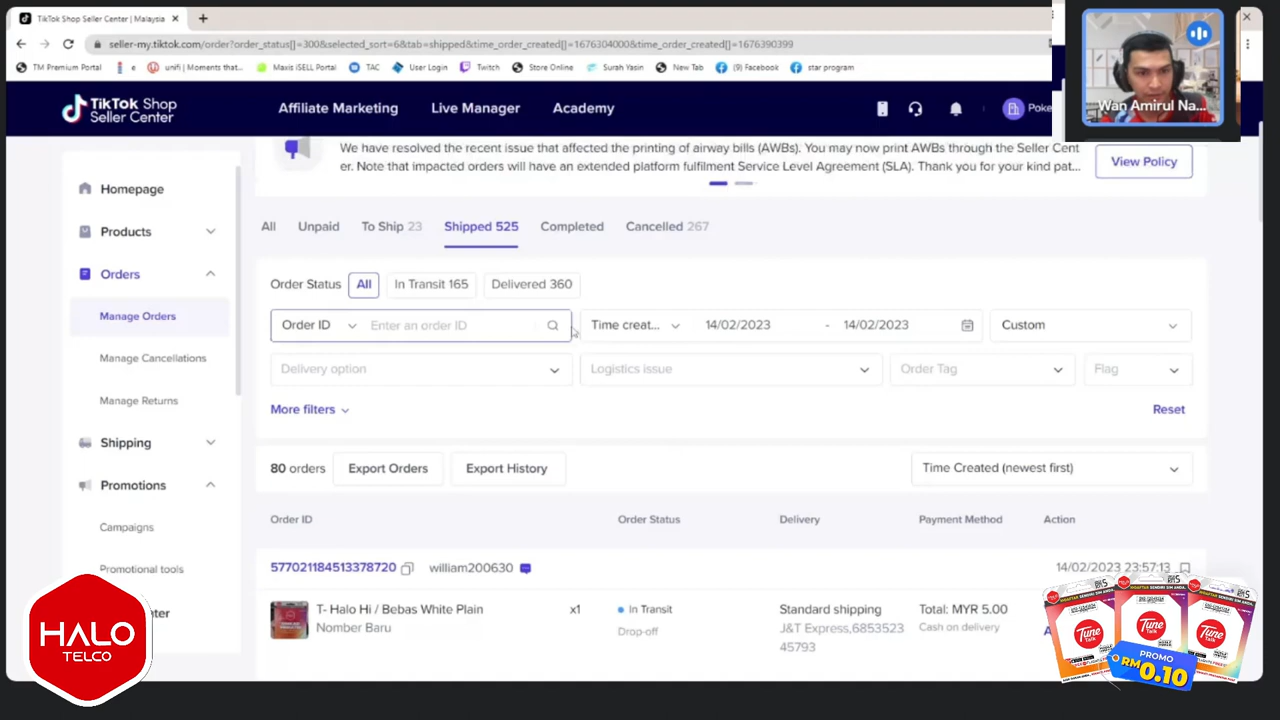 TikTok Shop Seller Center | Malaysia
seller-my.tiktok.com/order?order_status[]=300&selected_sort=6&tab=shipped&time_order_created[]=1676304000&time_order_created[]=1676390399
TM Premium Portal
e
unifi | Moments that...
Maxis iSELL Portal
TAC
User Login
Twitch
Store Online
Surah Yasin
New Tab
(9) Facebook
star program
Wan Amirul Na...
TikTok Shop
Seller Center
Affiliate Marketing
Live Manager
Academy
Poke
We have resolved the recent issue that affected the printing of airway bills (AWBs). You may now print AWBs through the Seller Cent
er. Note that impacted orders will have an extended platform fulfilment Service Level Agreement (SLA). Thank you for your kind pat...
View Policy
Homepage
Products
Orders
Manage Orders
Manage Cancellations
Manage Returns
Shipping
Promotions
Campaigns
Promotional tools
ter
All
Unpaid
To Ship 23
Shipped 525
Completed
Cancelled 267
Order Status
All
In Transit 165
Delivered 360
Order ID
Enter an order ID
Time creat...
14/02/2023
-
14/02/2023
Custom
Delivery option
Logistics issue
Order Tag
Flag
More filters
Reset
80 orders
Export Orders
Export History
Time Created (newest first)
Order ID
Order Status
Delivery
Payment Method
Action
577021184513378720
william200630
14/02/2023 23:57:13
T- Halo Hi / Bebas White Plain
Nomber Baru
x1
In Transit
Drop-off
Standard shipping
J&T Express,6853523
45793
Total: MYR 5.00
Cash on delivery
HALO
TELCO
Tune
Talk
Tune
Talk
Tune
Talk
PROMO
RM0.10